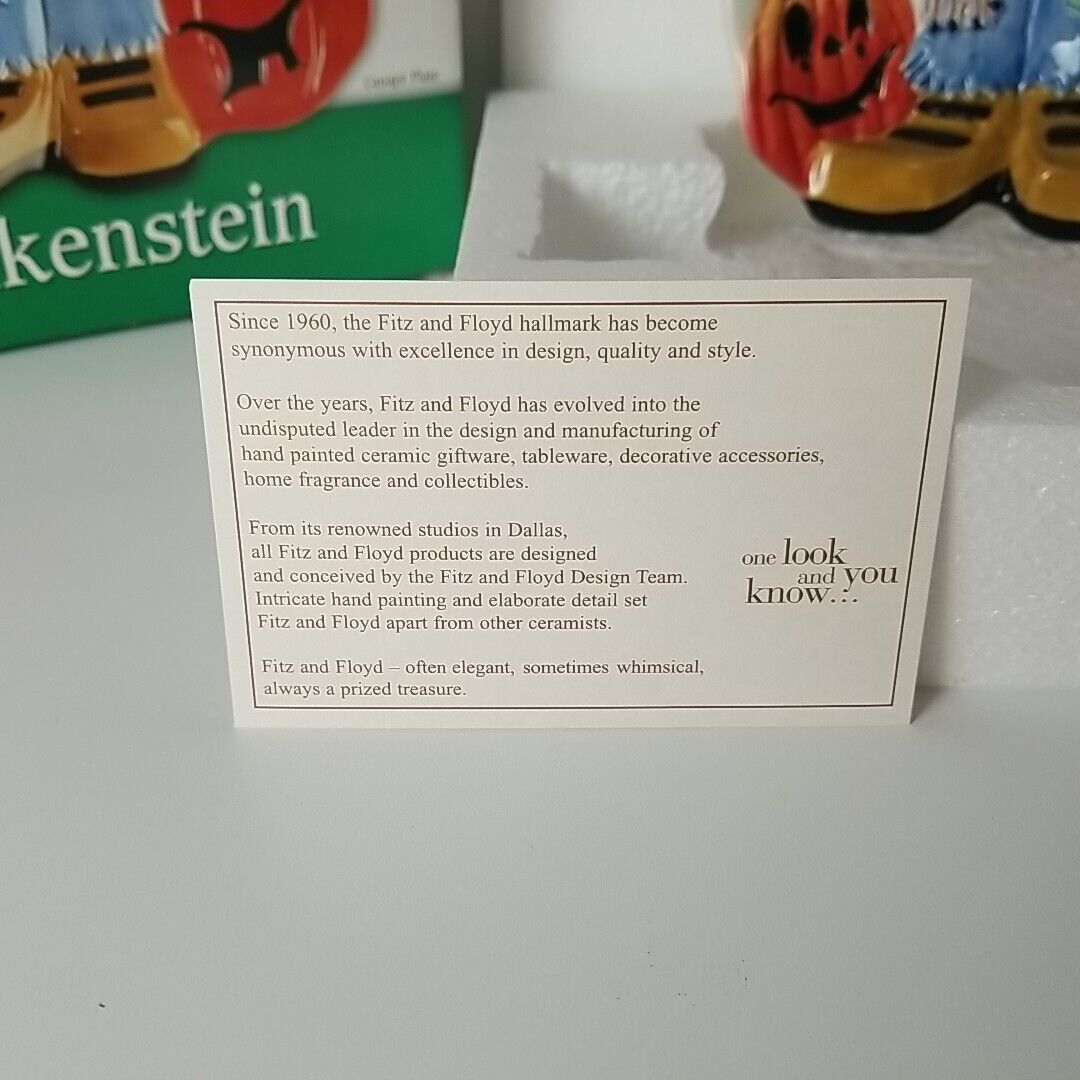 Canape Plate
kenstein
Since 1960, the Fitz and Floyd hallmark has become
synonymous with excellence in design, quality and style.
Over the years, Fitz and Floyd has evolved into the
undisputed leader in the design and manufacturing of
hand painted ceramic giftware, tableware, decorative accessories,
home fragrance and collectibles.
From its renowned studios in Dallas,
all Fitz and Floyd products are designed
and conceived by the Fitz and Floyd Design Team.
Intricate hand painting and elaborate detail set
Fitz and Floyd apart from other ceramists.
one look
and you
know...
Fitz and Floyd – often elegant, sometimes whimsical,
always a prized treasure.